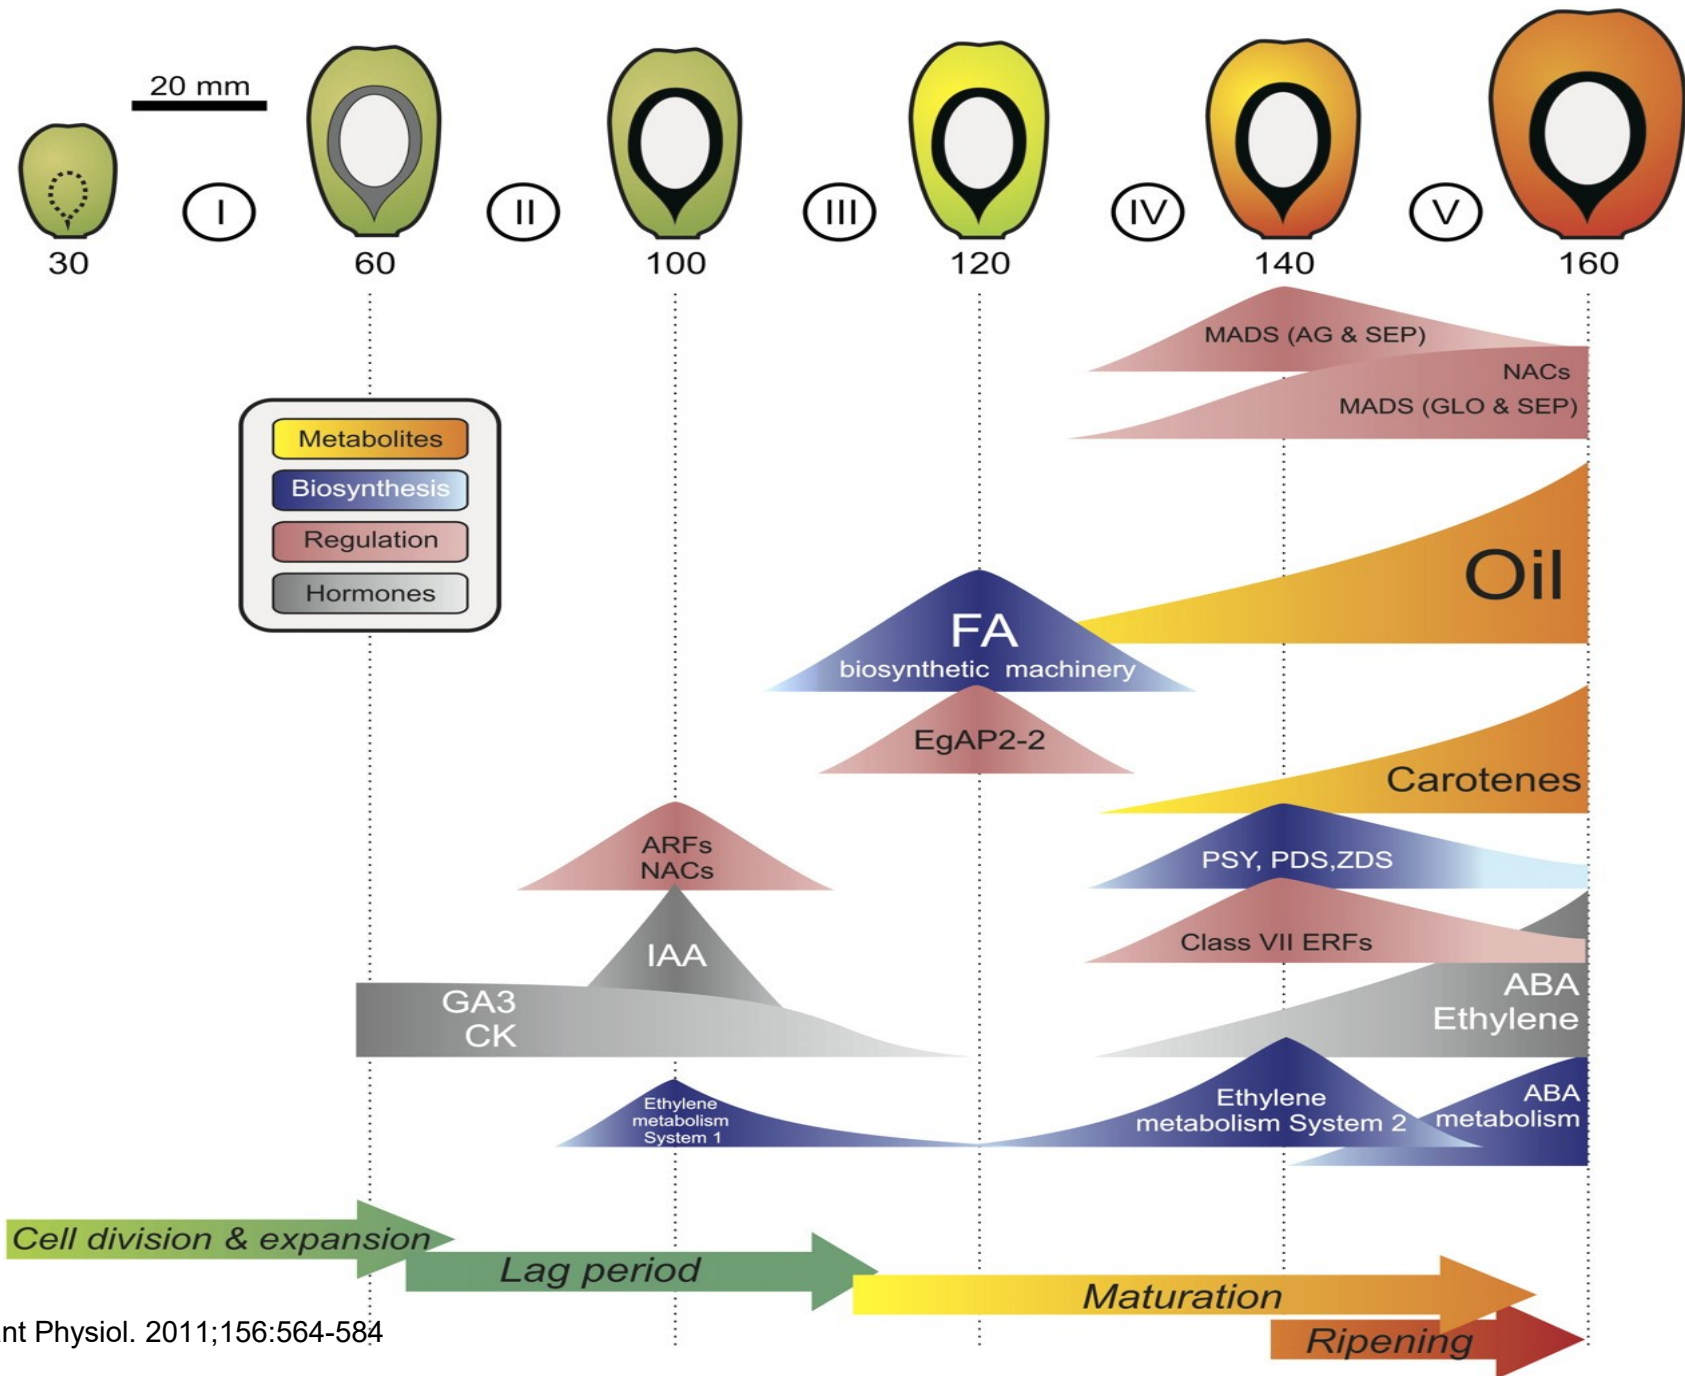 20 mm
I
II
III
IV
V
30
60
100
120
140
160
MADS (AG & SEP)
NACs
MADS (GLO & SEP)
Metabolites
Biosynthesis
Regulation
Hormones
Oil
FA
biosynthetic machinery
EgAP2-2
Carotenes
ARFs
NACs
PSY, PDS,ZDS
IAA
Class VII ERFs
GA3
CK
ABA
Ethylene
Ethylene
metabolism
System 1
Ethylene
metabolism System 2
ABA
metabolism
Cell division & expansion
Lag period
Maturation
Ripening
nt Physiol. 2011;156:564-584